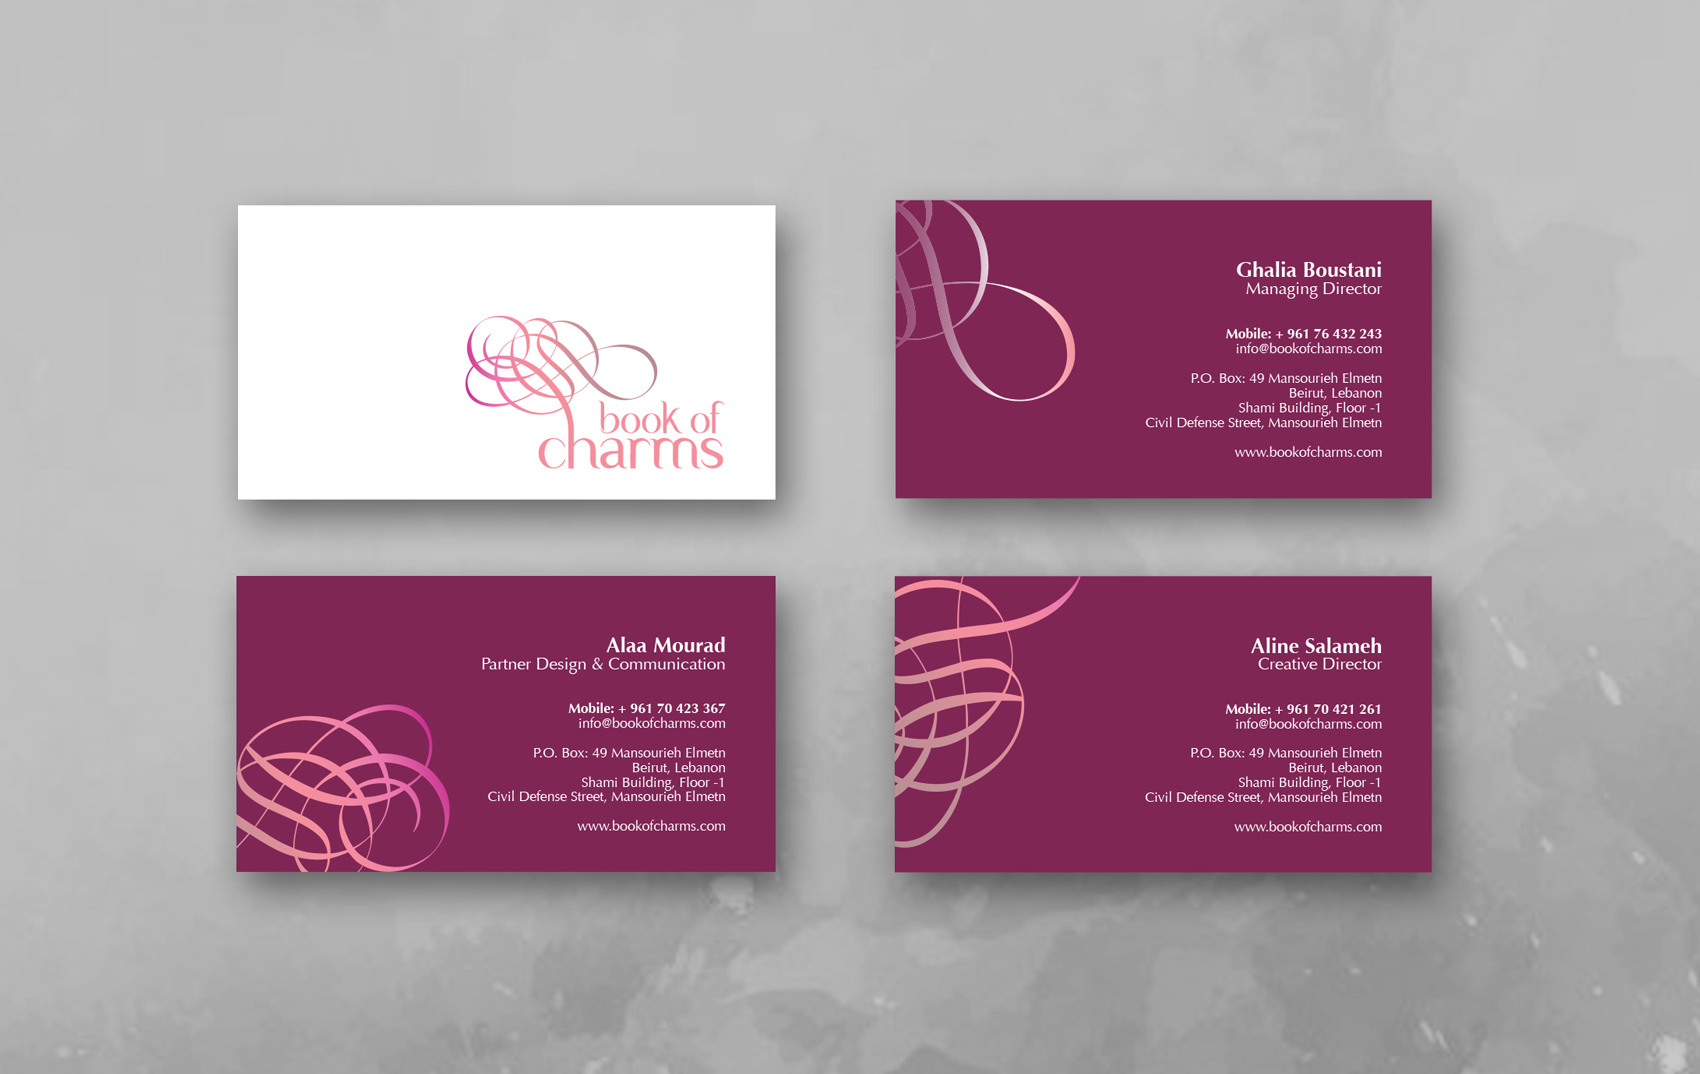 book of
charms
Ghalia Boustani
Managing Director
Mobile: + 961 76 432 243
info@bookofcharms.com
P.O. Box: 49 Mansourieh Elmetn
Beirut, Lebanon
Shami Building, Floor -1
Civil Defense Street, Mansourieh Elmetn
www.bookofcharms.com
Alaa Mourad
Partner Design & Communication
Mobile: + 961 70 423 367
info@bookofcharms.com
P.O. Box: 49 Mansourieh Elmetn
Beirut, Lebanon
Shami Building, Floor -1
Civil Defense Street, Mansourieh Elmetn
www.bookofcharms.com
Aline Salameh
Creative Director
Mobile: + 961 70 421 261
info@bookofcharms.com
P.O. Box: 49 Mansourieh Elmetn
Beirut, Lebanon
Shami Building, Floor -1
Civil Defense Street, Mansourieh Elmetn
www.bookofcharms.com